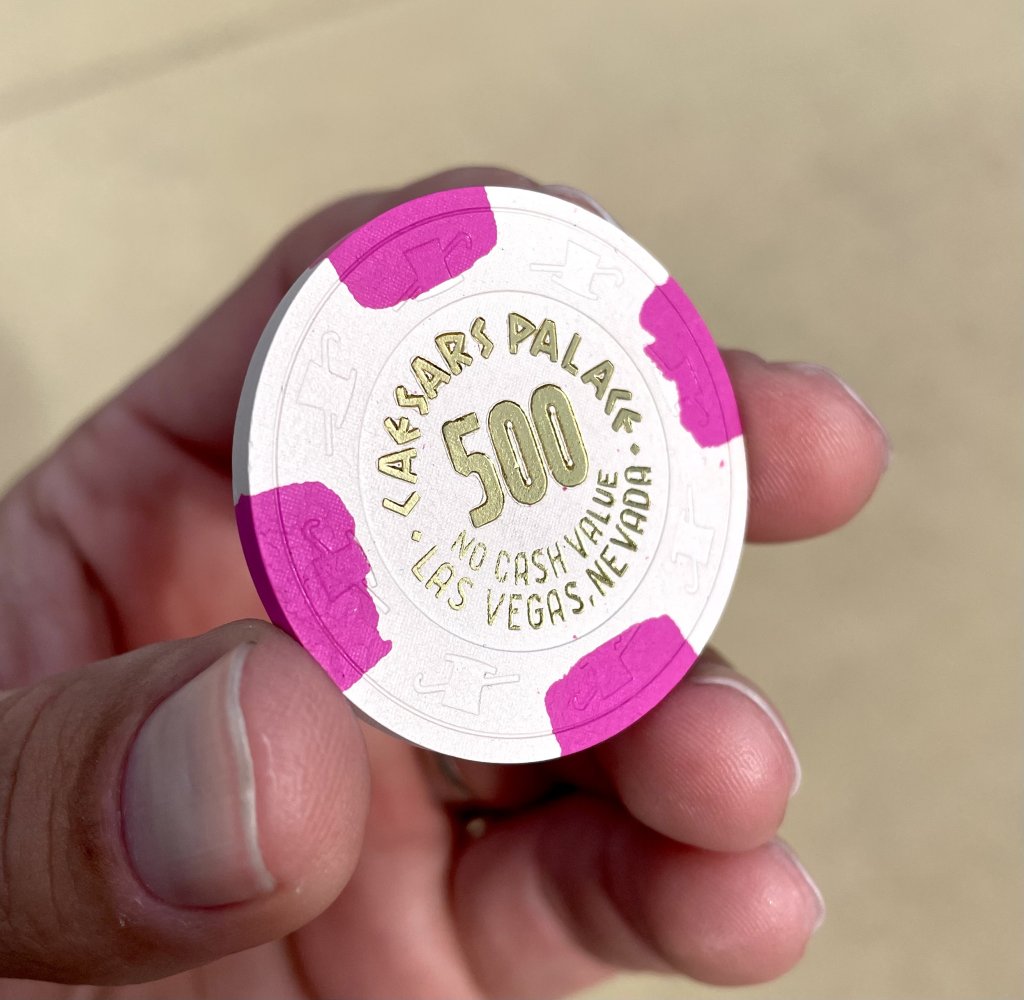 CAESARS PALACE
500
NO CASH VALUE
LAS VEGAS, NEVADA